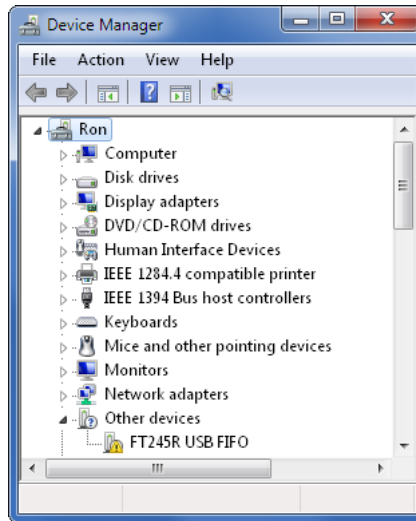 Device Manager
File Action View Help
Ron
Computer
Disk drives
Display adapters
DVD/CD-ROM drives
Human Interface Devices
IEEE 1284.4 compatible printer
IEEE 1394 Bus host controllers
Keyboards
Mice and other pointing devices
Monitors
Network adapters
Other devices
FT245R USB FIFO